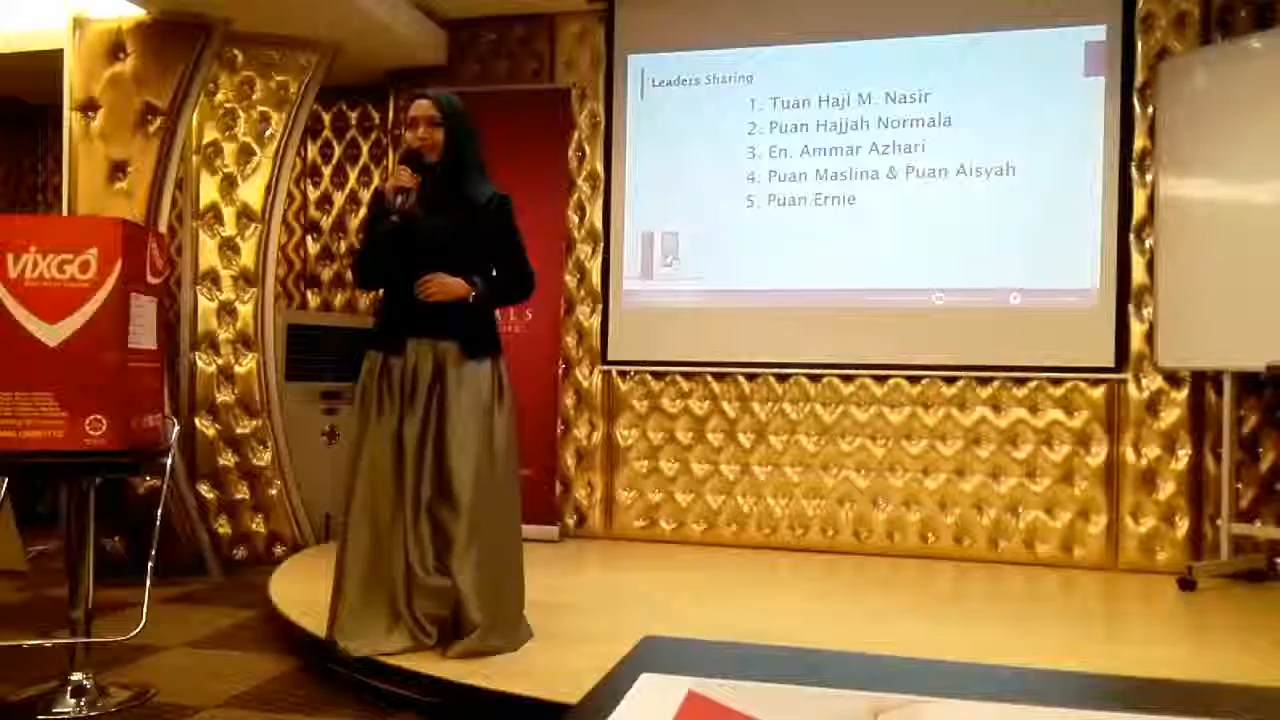 Leaders Sharing
1. Tuan Haji M. Nasir
2. Puan Hajjah Normala
3. En. Ammar Azhari
4. Puan Maslina & Puan Aisyah
5. Puan Ernie
VIXGO
ALS